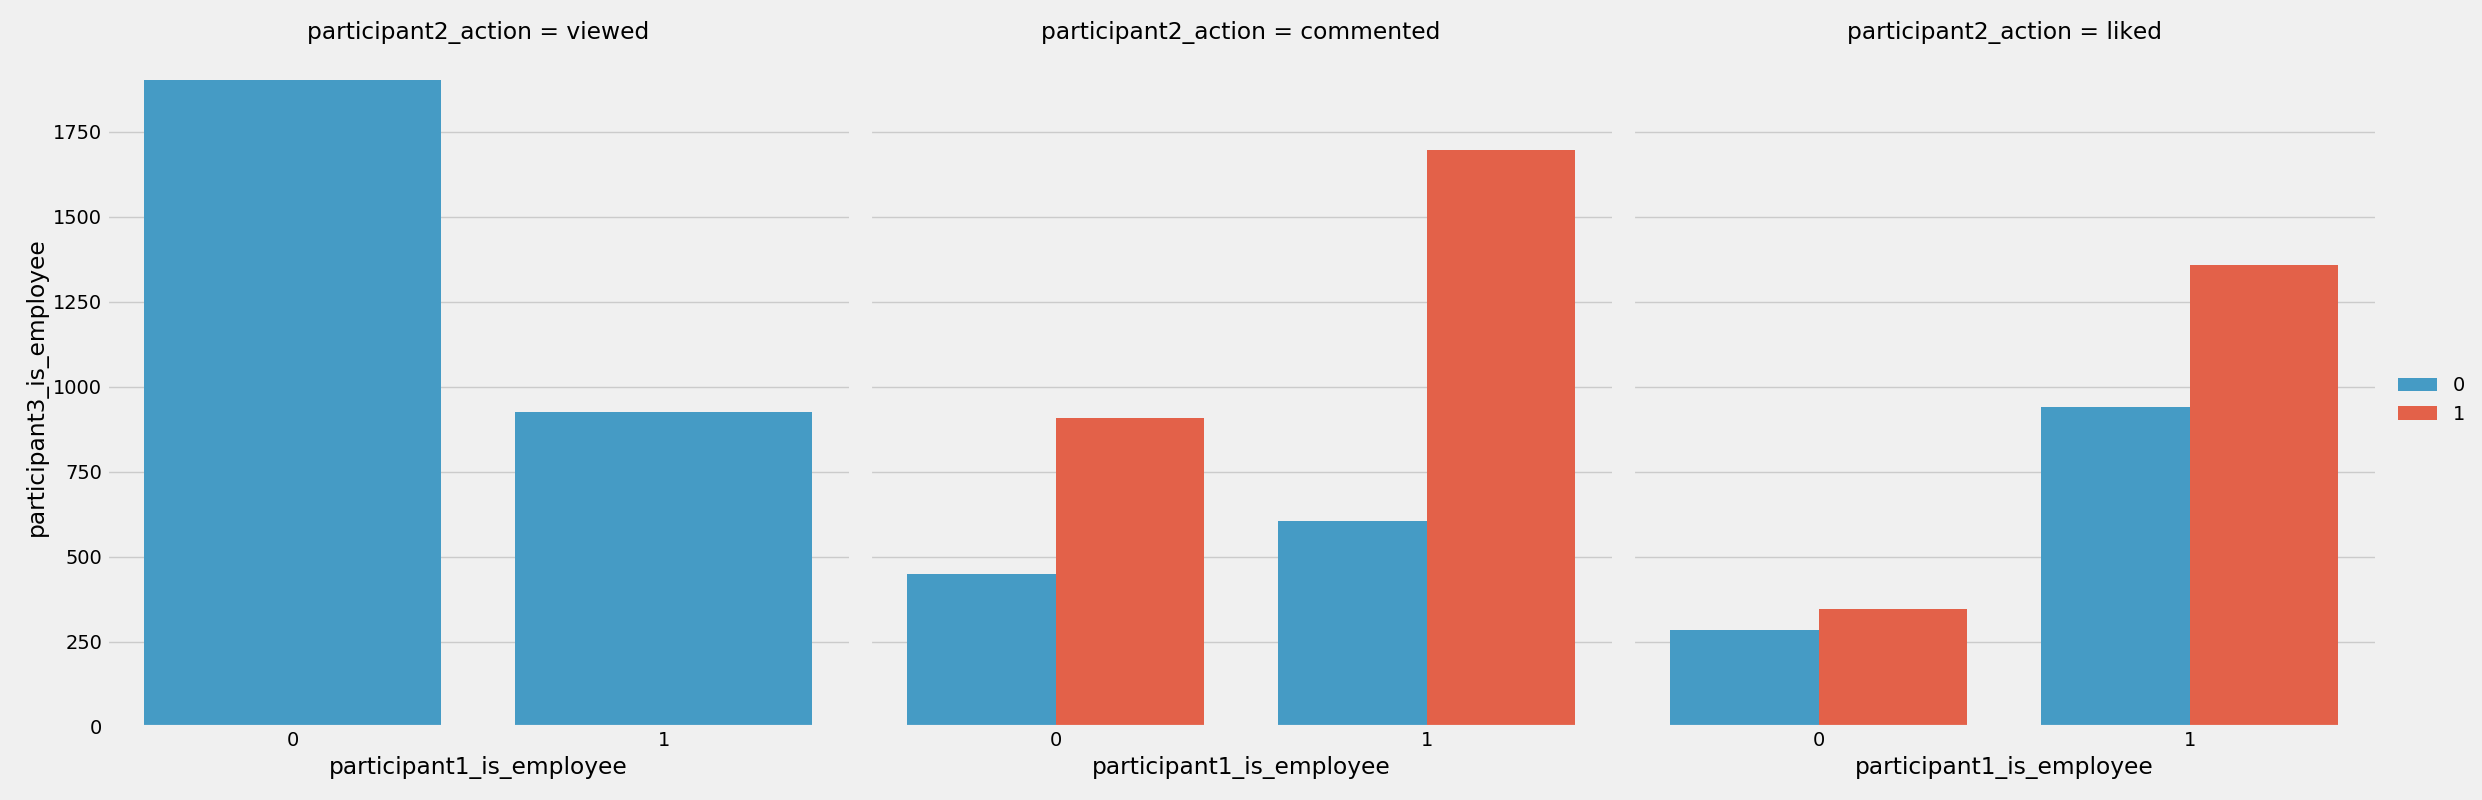 participant2_action = viewed
participant2_action = commented
participant2_action = liked
participant3_is_employee
1750
1500
1250
1000
750
500
250
0
0
1
0
1
0
1
participant1_is_employee
participant1_is_employee
participant1_is_employee
0
1